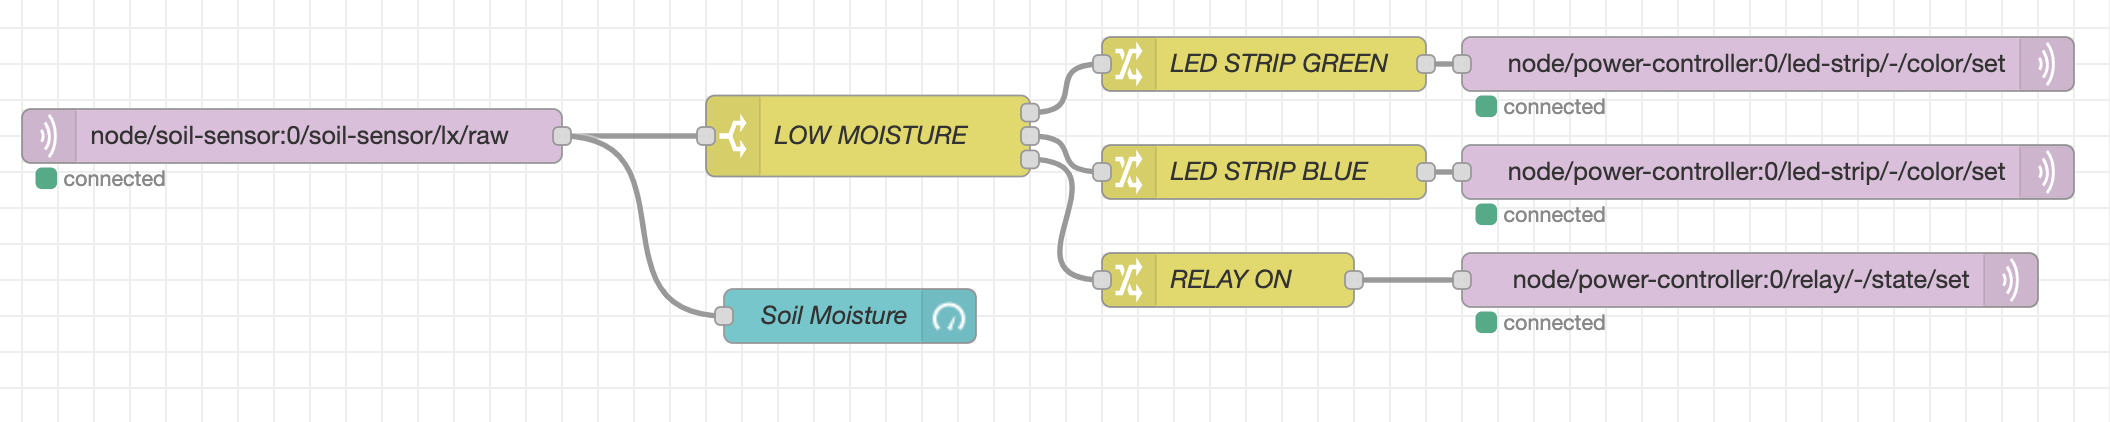 node/soil-sensor:0/soil-sensor/lx/raw
connected
LOW MOISTURE
Soil Moisture
LED STRIP GREEN
node/power-controller:0/led-strip/-/color/set
connected
LED STRIP BLUE
node/power-controller:0/led-strip/-/color/set
connected
RELAY ON
node/power-controller:0/relay/-/state/set
connected